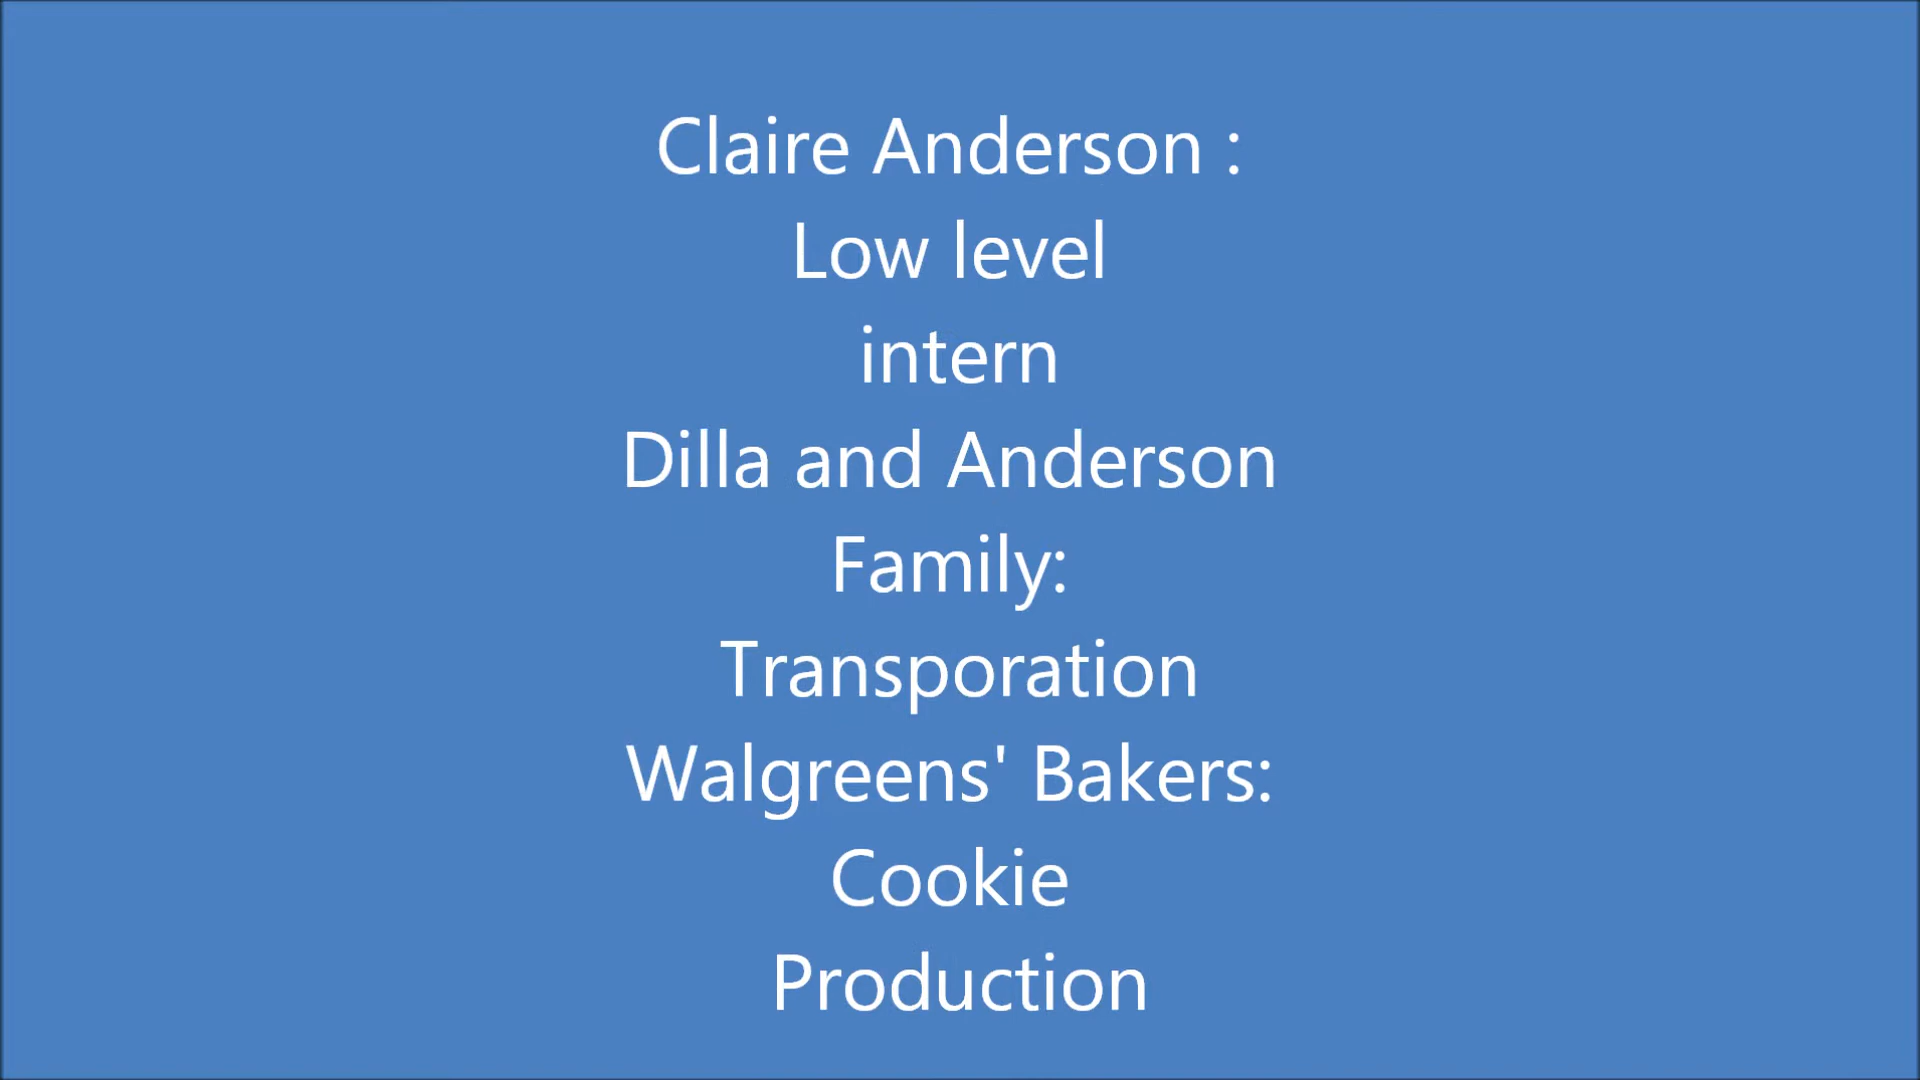 Claire Anderson :
Low level
intern
Dilla and Anderson
Family:
Transporation
Walgreens' Bakers:
Cookie
Production